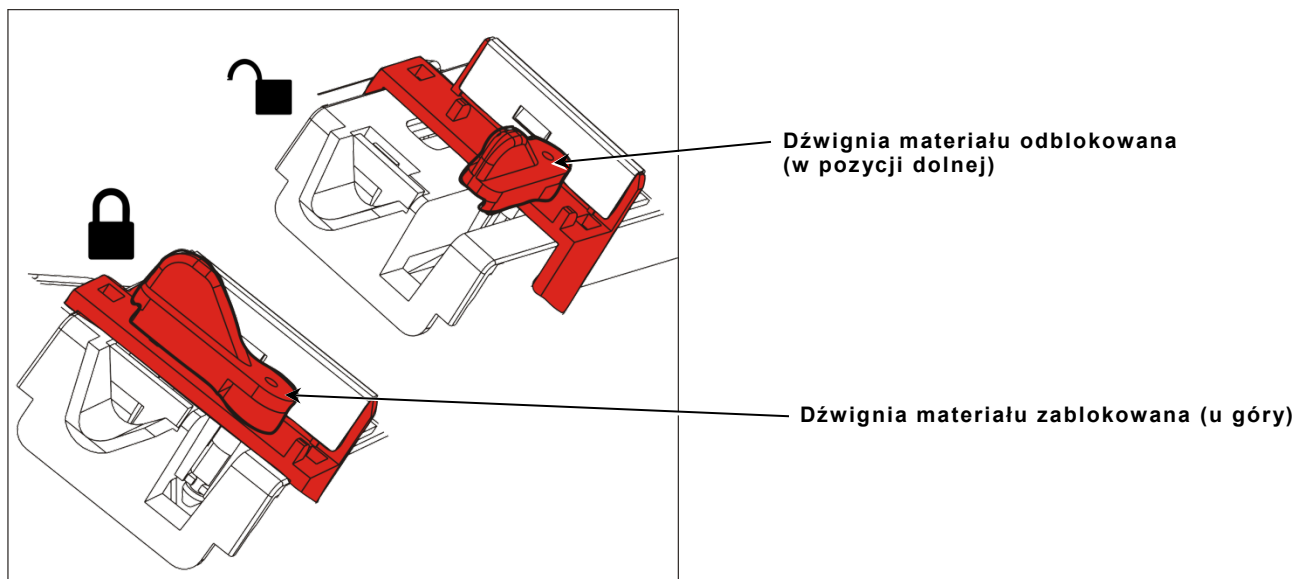 Dźwignia materiału odblokowana
(w pozycji dolnej)
Dźwignia materiału zablokowana (u góry)